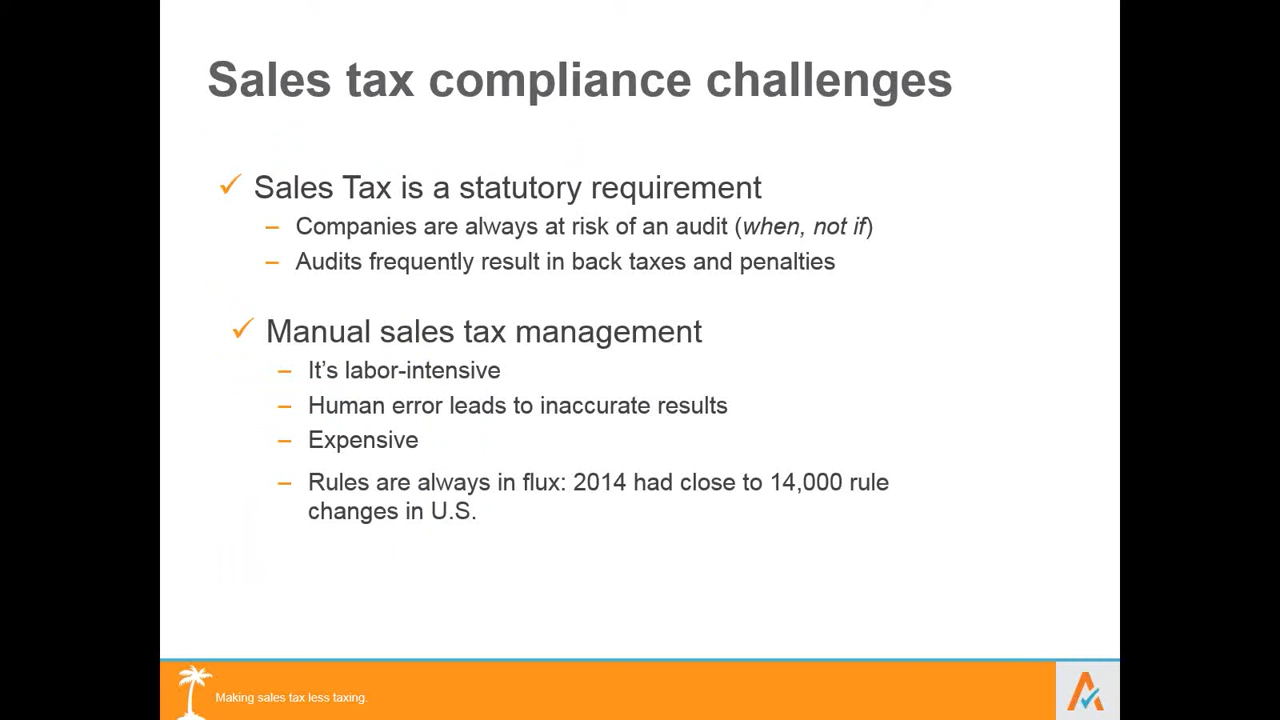 Sales tax compliance challenges
✓ Sales Tax is a statutory requirement
– Companies are always at risk of an audit (when, not if)
– Audits frequently result in back taxes and penalties
✓ Manual sales tax management
– It’s labor-intensive
– Human error leads to inaccurate results
– Expensive
– Rules are always in flux: 2014 had close to 14,000 rule
changes in U.S.
Making sales tax less taxing.